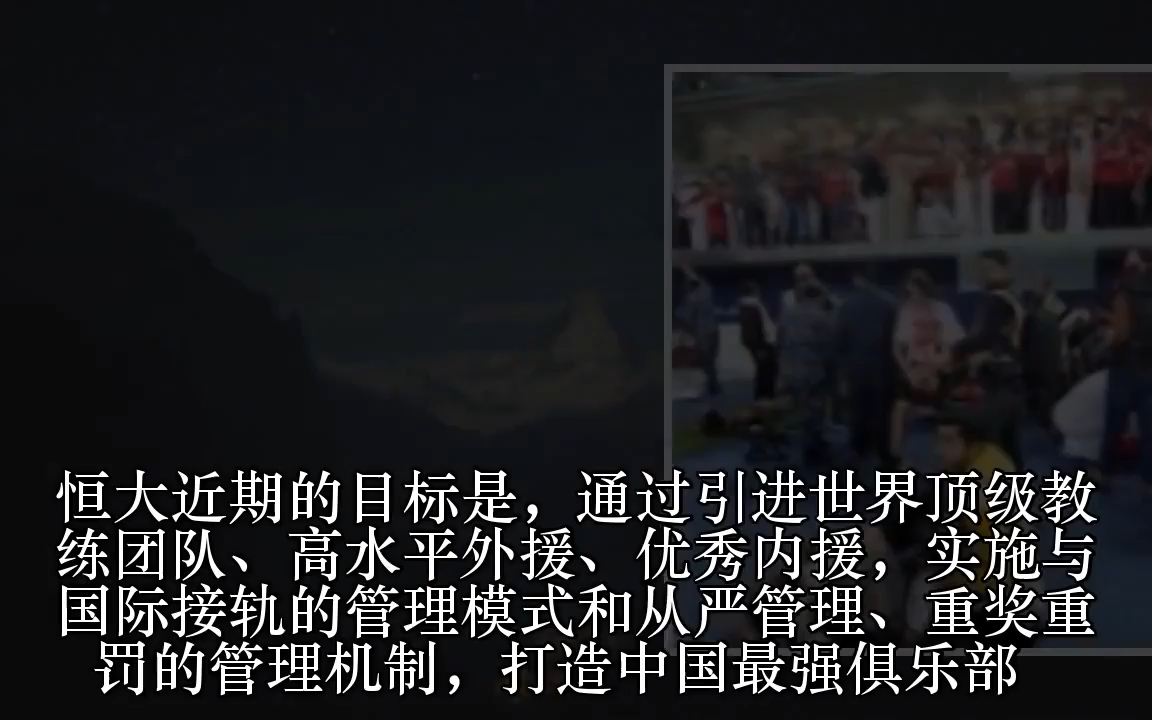 恒大近期的目标是，通过引进世界顶级教
练团队、高水平外援、优秀内援，实施与
国际接轨的管理模式和从严管理、重奖重
罚的管理机制，打造中国最强俱乐部